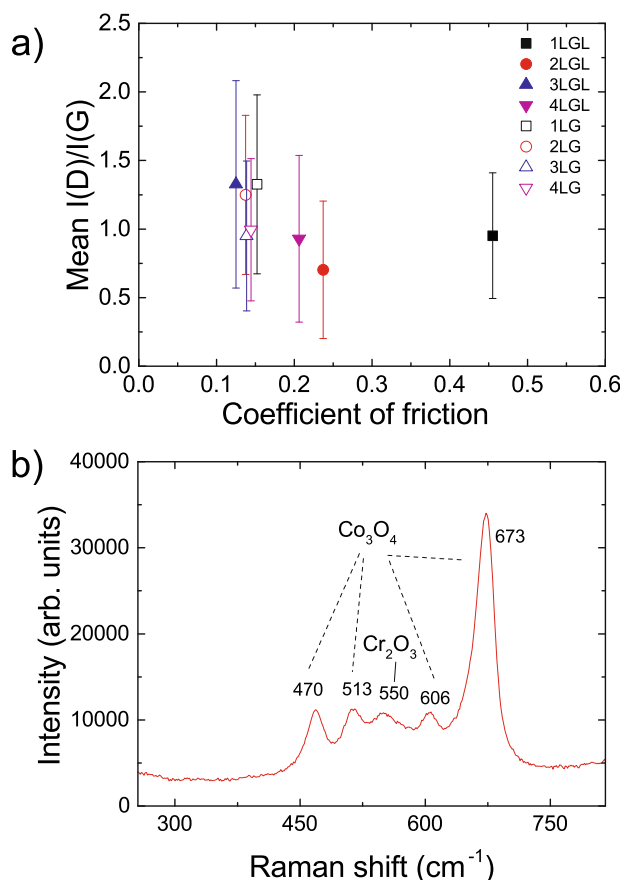 a)
2.5
2.0
1.5
1.0
0.5
0.0
Mean I(D)/I(G)
1LGL
2LGL
3LGL
4LGL
1LG
2LG
3LG
4LG
0.0 0.1 0.2 0.3 0.4 0.5 0.6
Coefficient of friction
b)
40000
30000
20000
10000
0
Intensity (arb. units)
Co₃O₄
673
Cr₂O₃
470 513 550 606
300 450 600 750
Raman shift (cm⁻¹)